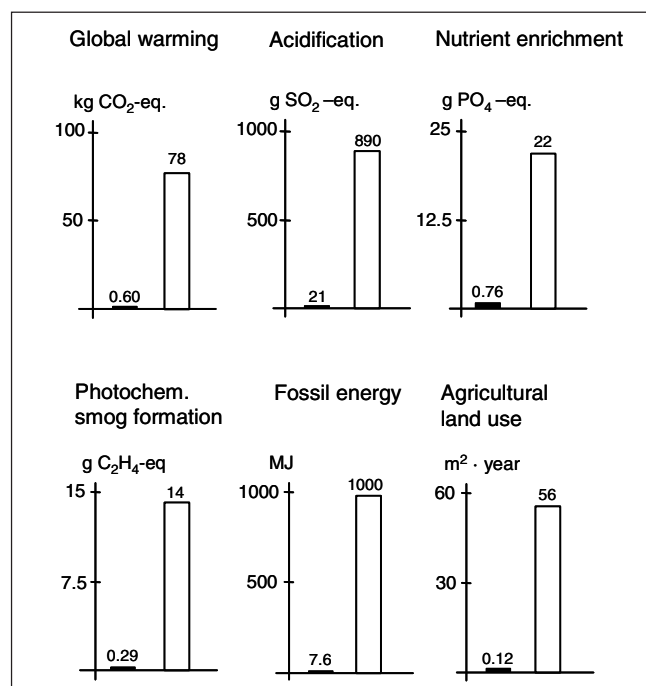 Global warming
Acidification
Nutrient enrichment
kg CO₂-eq.
g SO₂–eq.
g PO₄–eq.
100
78
50
0.60
1000
890
500
21
25
22
12.5
0.76
Photochem.
smog formation
Fossil energy
Agricultural
land use
g C₂H₄-eq
MJ
m² · year
15
14
7.5
0.29
1000
1000
500
7.6
60
56
30
0.12